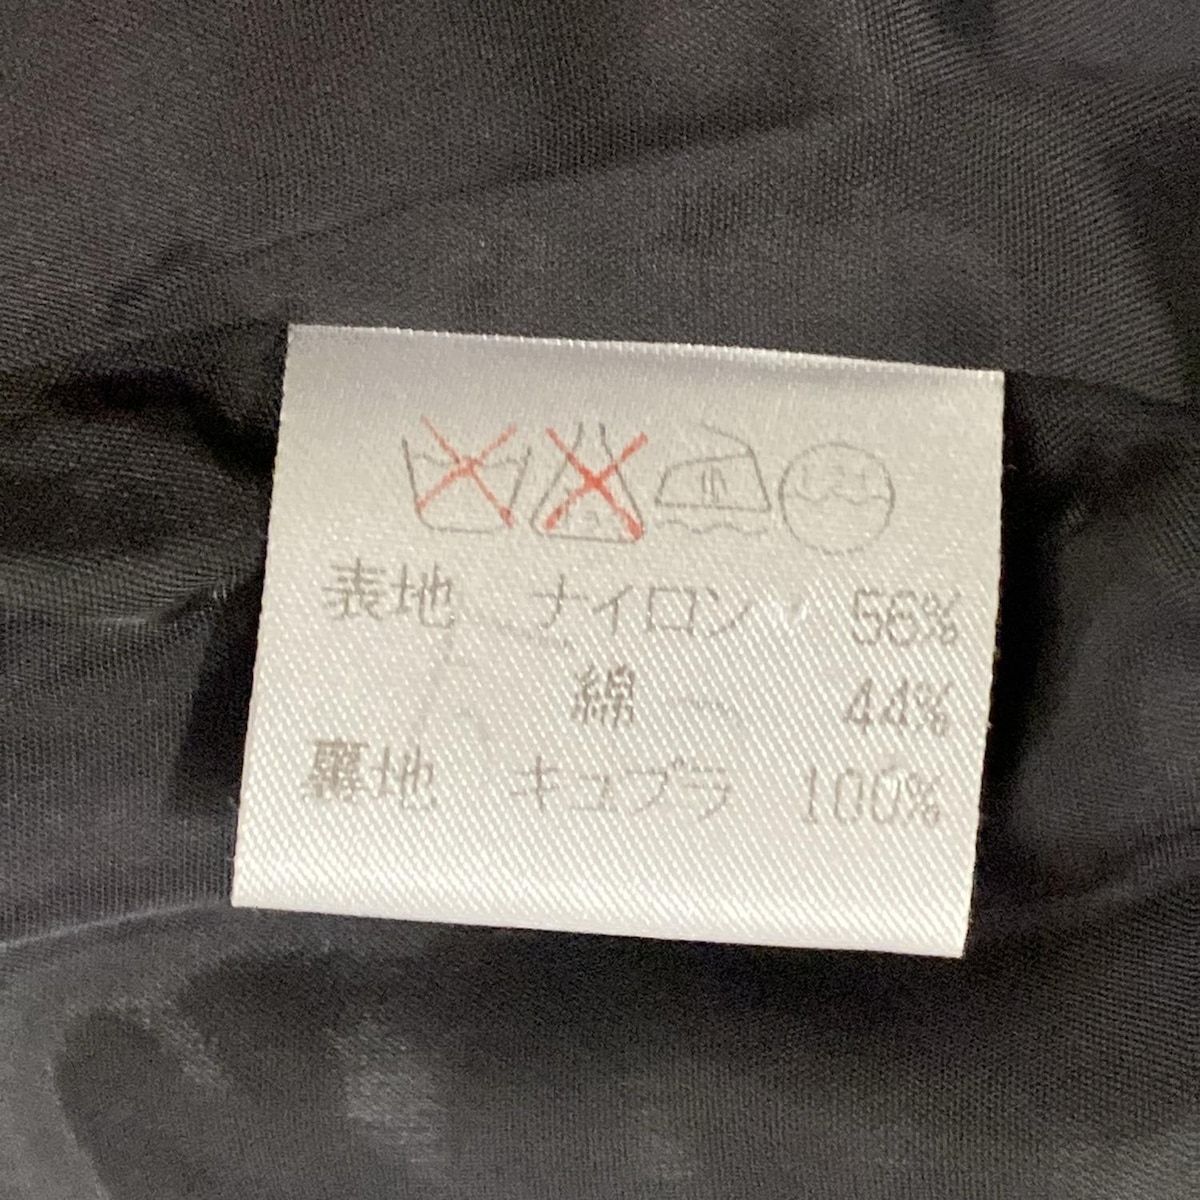 表地 ナイロン 56%
綿 44%
裏地 キュプラ 100%